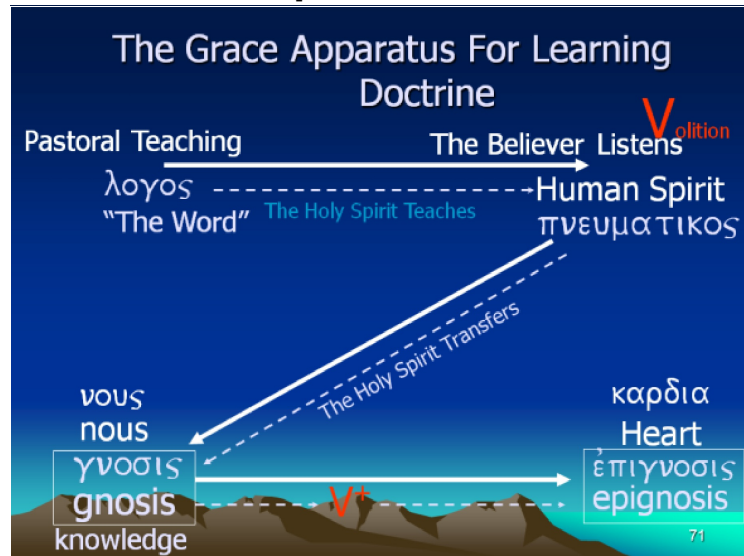 The Grace Apparatus For Learning
Doctrine
Volition
Pastoral Teaching
The Believer Listens
λογος
The Holy Spirit Teaches
Human Spirit
"The Word"
πνευματικος
The Holy Spirit Transfers
νους
καρδια
nous
Heart
γνοσις
ἐπιγνοσις
gnosis
V+
epignosis
knowledge
71